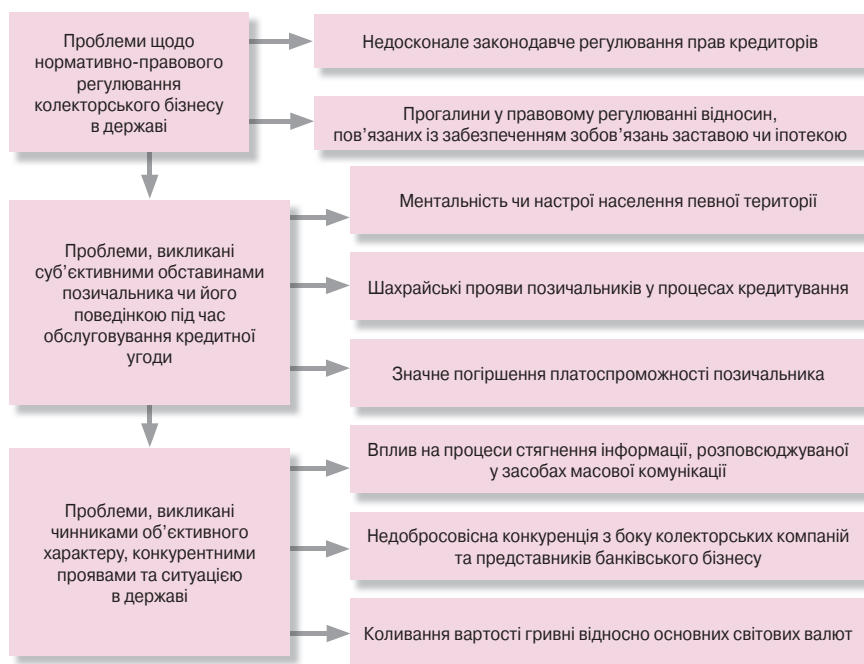 Проблеми щодо
нормативно-правового
регулювання
колекторського бізнесу
в державі
Недосконале законодавче регулювання прав кредиторів
Прогалини у правовому регулюванні відносин,
пов’язаних із забезпеченням зобов’язань заставою чи іпотекою
Проблеми, викликані
суб’єктивними обставинами
позичальника чи його
поведінкою під час
обслуговування кредитної
угоди
Ментальність чи настрої населення певної території
Шахрайські прояви позичальників у процесах кредитування
Значне погіршення платоспроможності позичальника
Проблеми, викликані
чинниками об’єктивного
характеру, конкурентними
проявами та ситуацією
в державі
Вплив на процеси стягнення інформації, розповсюджуваної
у засобах масової комунікації
Недобросовісна конкуренція з боку колекторських компаній
та представників банківського бізнесу
Коливання вартості гривні відносно основних світових валют